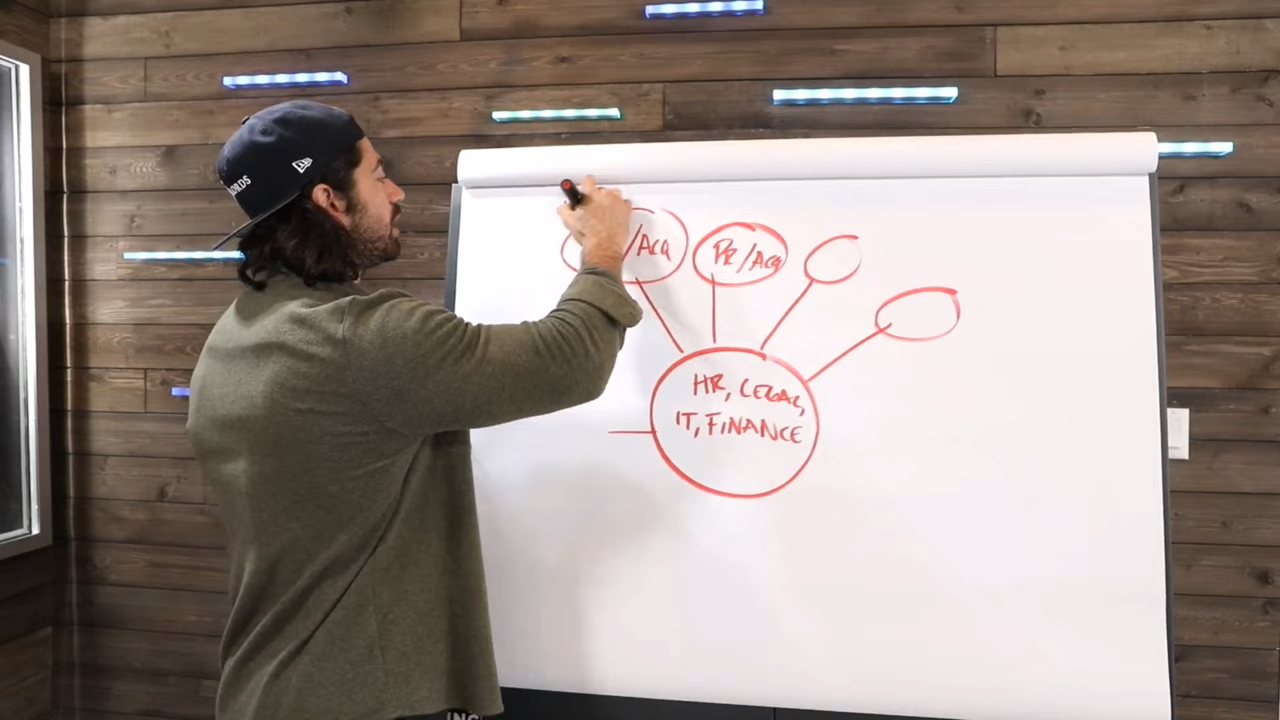 /ACQ
PR/ACQ
HR, LEGAL,
IT, FINANCE